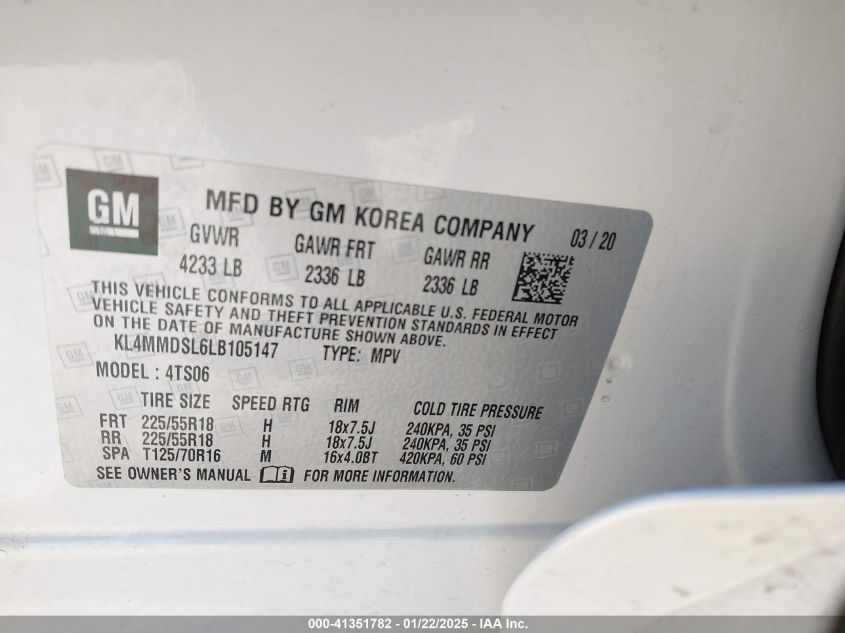 GM
MFD BY GM KOREA COMPANY 03/20
GVWR GAWR FRT GAWR RR
4233 LB 2336 LB 2336 LB
THIS VEHICLE CONFORMS TO ALL APPLICABLE U.S. FEDERAL MOTOR
VEHICLE SAFETY AND THEFT PREVENTION STANDARDS IN EFFECT
ON THE DATE OF MANUFACTURE SHOWN ABOVE.
KL4MMDSL6LB105147 TYPE: MPV
MODEL : 4TS06
TIRE SIZE SPEED RTG RIM COLD TIRE PRESSURE
FRT 225/55R18 H 18x7.5J 240KPA, 35 PSI
RR 225/55R18 H 18x7.5J 240KPA, 35 PSI
SPA T125/70R16 M 16x4.0BT 420KPA, 60 PSI
SEE OWNER'S MANUAL FOR MORE INFORMATION.
000-41351782 - 01/22/2025 - IAA Inc.